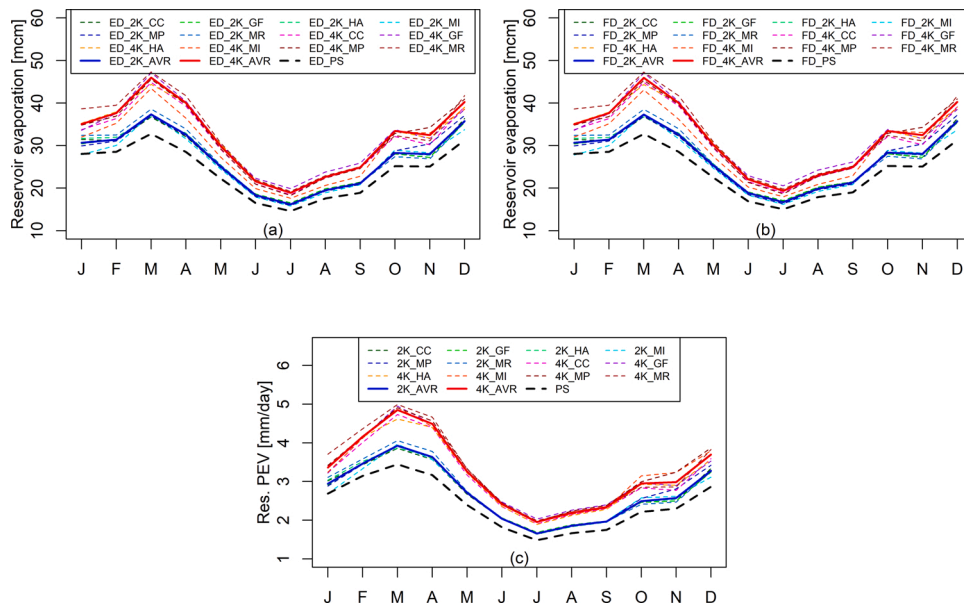 Reservoir evaporation [mcm]
60
50
40
30
20
10
ED_2K_CC ED_2K_GF ED_2K_HA ED_2K_MI
ED_2K_MP ED_2K_MR ED_4K_CC ED_4K_GF
ED_4K_HA ED_4K_MI ED_4K_MP ED_4K_MR
ED_2K_AVR ED_4K_AVR ED_PS
(a)
J F M A M J J A S O N D
Reservoir evaporation [mcm]
60
50
40
30
20
10
FD_2K_CC FD_2K_GF FD_2K_HA FD_2K_MI
FD_2K_MP FD_2K_MR FD_4K_CC FD_4K_GF
FD_4K_HA FD_4K_MI FD_4K_MP FD_4K_MR
FD_2K_AVR FD_4K_AVR FD_PS
(b)
J F M A M J J A S O N D
Res. PEV [mm/day]
6
5
4
3
2
1
2K_CC 2K_GF 2K_HA 2K_MI
2K_MP 2K_MR 4K_CC 4K_GF
4K_HA 4K_MI 4K_MP 4K_MR
2K_AVR 4K_AVR PS
(c)
J F M A M J J A S O N D